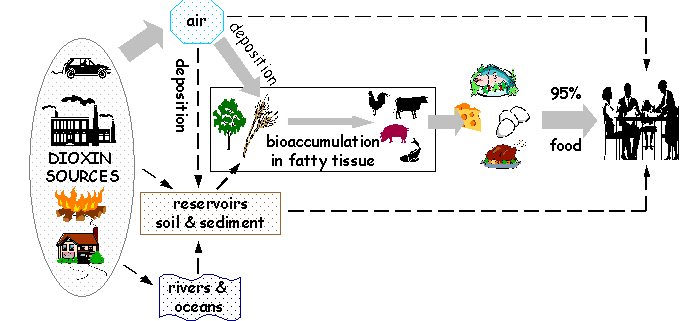 air
deposition
deposition
DIOXIN
SOURCES
bioaccumulation
in fatty tissue
95%
food
reservoirs
soil & sediment
rivers &
oceans